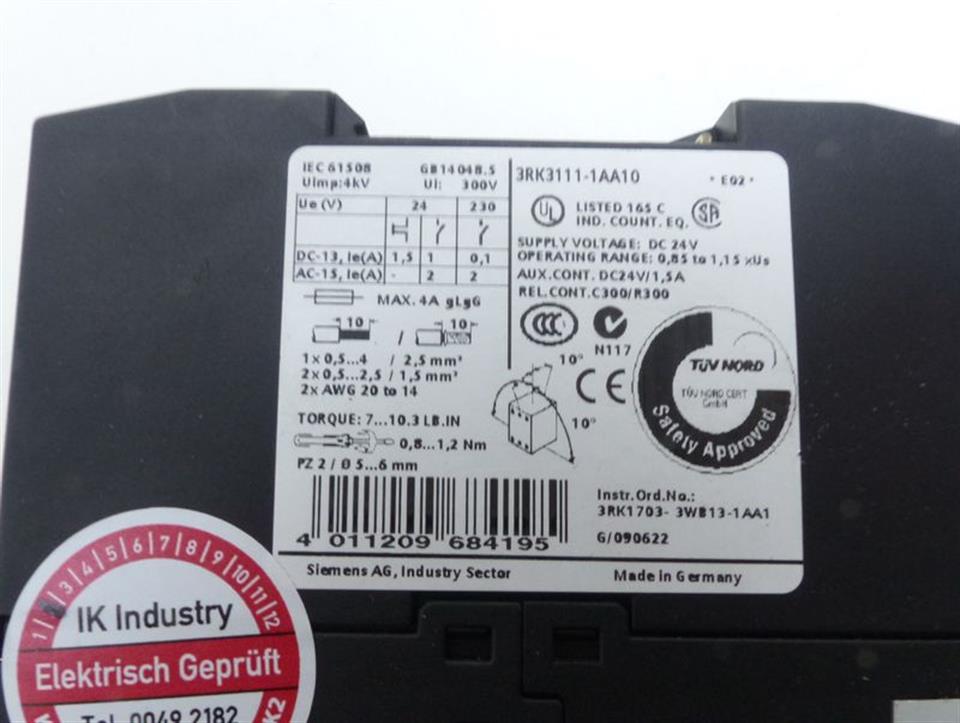 IEC 61508 GB14048.5
Uimp:4kV Ui: 300V
Ue (V) 24 230
DC-13, Ie(A) 1,5 1 0,1
AC-15, Ie(A) - 2 2
MAX. 4A gLgG
10 / 10
1 x 0,5...4 / 2,5 mm²
2x 0,5...2,5 / 1,5 mm²
2x AWG 20 to 14
TORQUE: 7...10.3 LB.IN
0,8...1,2 Nm
PZ 2 / Ø 5...6 mm
4 011209 684195
3RK3111-1AA10 * E02 *
UL LISTED 165 C
IND. COUNT. EQ. SA
SUPPLY VOLTAGE: DC 24V
OPERATING RANGE: 0,85 to 1,15 xUs
AUX.CONT. DC24V/1,5A
REL.CONT.C300/R300
CCC
N117
10°
10°
CE
TÜV NORD
TÜV NORD CERT
GmbH
Safety Approved
Instr.Ord.No.:
3RK1703- 3WB13-1AA1
G/090622
Siemens AG, Industry Sector Made in Germany
1 2 3 4 5 6 7 8 9 10 11 12
IK Industry
Elektrisch Geprüft
Tel. 0049 2182